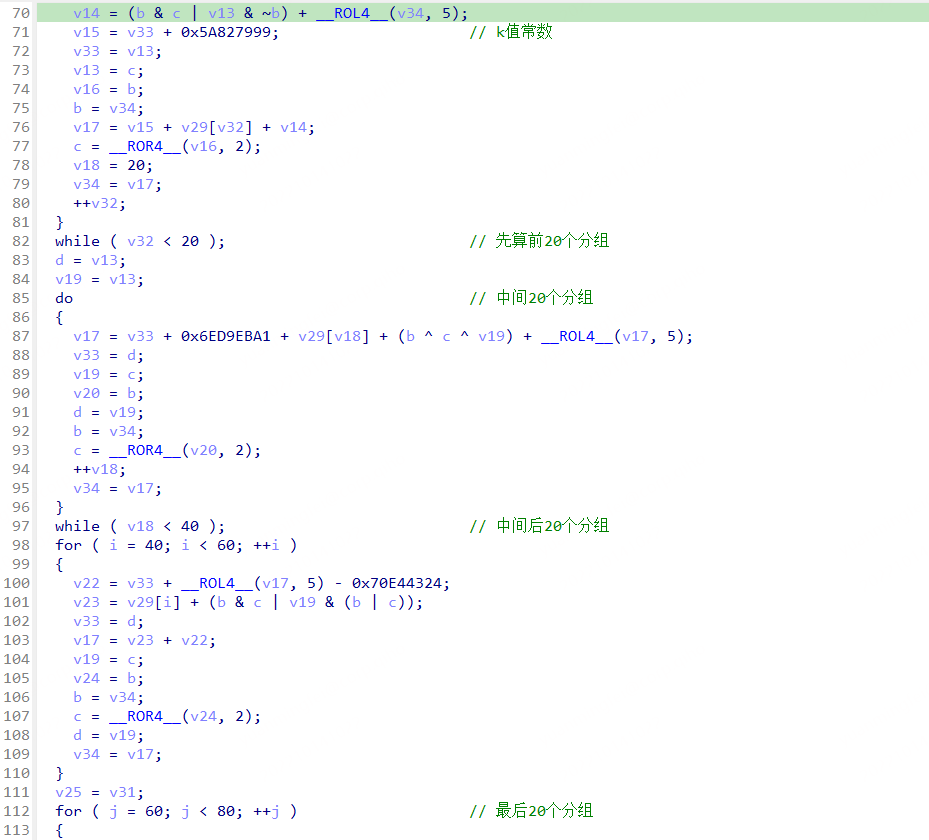 70 v14 = (b & c | v13 & ~b) + __ROL4__(v34, 5);
71 v15 = v33 + 0x5A827999; // k值常数
72 v33 = v13;
73 v13 = c;
74 v16 = b;
75 b = v34;
76 v17 = v15 + v29[v32] + v14;
77 c = __ROR4__(v16, 2);
78 v18 = 20;
79 v34 = v17;
80 ++v32;
81 }
82 while ( v32 < 20 ); // 先算前20个分组
83 d = v13;
84 v19 = v13;
85 do // 中间20个分组
86 {
87 v17 = v33 + 0x6ED9EBA1 + v29[v18] + (b ^ c ^ v19) + __ROL4__(v17, 5);
88 v33 = d;
89 v19 = c;
90 v20 = b;
91 d = v19;
92 b = v34;
93 c = __ROR4__(v20, 2);
94 ++v18;
95 v34 = v17;
96 }
97 while ( v18 < 40 ); // 中间后20个分组
98 for ( i = 40; i < 60; ++i )
99 {
100 v22 = v33 + __ROL4__(v17, 5) - 0x70E44324;
101 v23 = v29[i] + (b & c | v19 & (b | c));
102 v33 = d;
103 v17 = v23 + v22;
104 v19 = c;
105 v24 = b;
106 b = v34;
107 c = __ROR4__(v24, 2);
108 d = v19;
109 v34 = v17;
110 }
111 v25 = v31;
112 for ( j = 60; j < 80; ++j ) // 最后20个分组
113 {